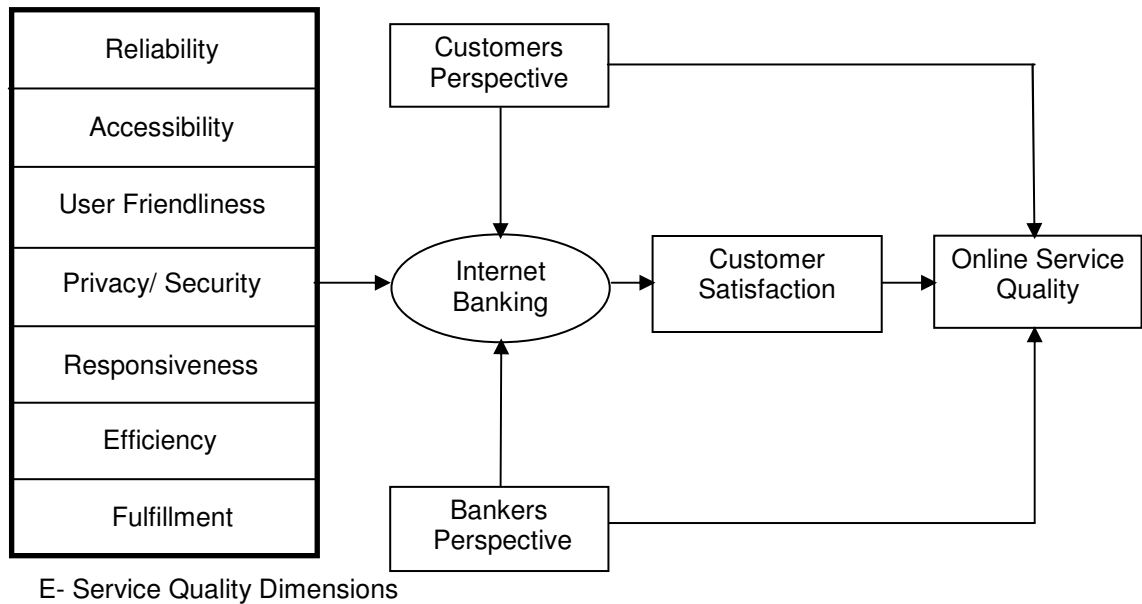 Reliability
Accessibility
User Friendliness
Privacy/ Security
Responsiveness
Efficiency
Fulfillment
E- Service Quality Dimensions
Customers
Perspective
Internet
Banking
Bankers
Perspective
Customer
Satisfaction
Online Service
Quality